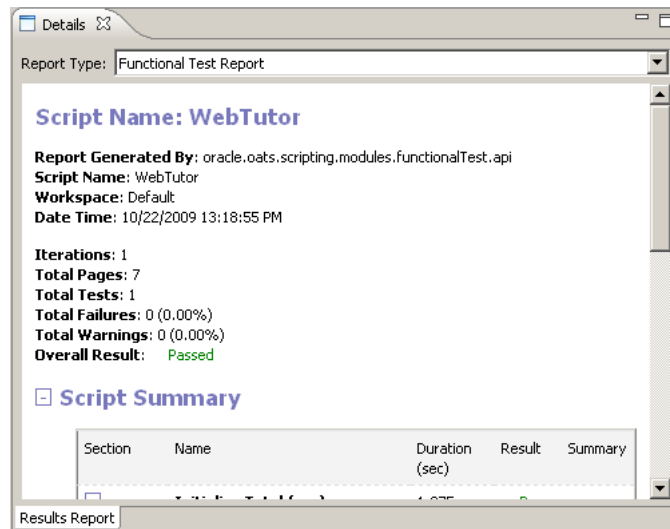 Details
Report Type: Functional Test Report
Script Name: WebTutor
Report Generated By: oracle.oats.scripting.modules.functionalTest.api
Script Name: WebTutor
Workspace: Default
Date Time: 10/22/2009 13:18:55 PM
Iterations: 1
Total Pages: 7
Total Tests: 1
Total Failures: 0 (0.00%)
Total Warnings: 0 (0.00%)
Overall Result: Passed
Script Summary
Section Name Duration (sec) Result Summary
Results Report